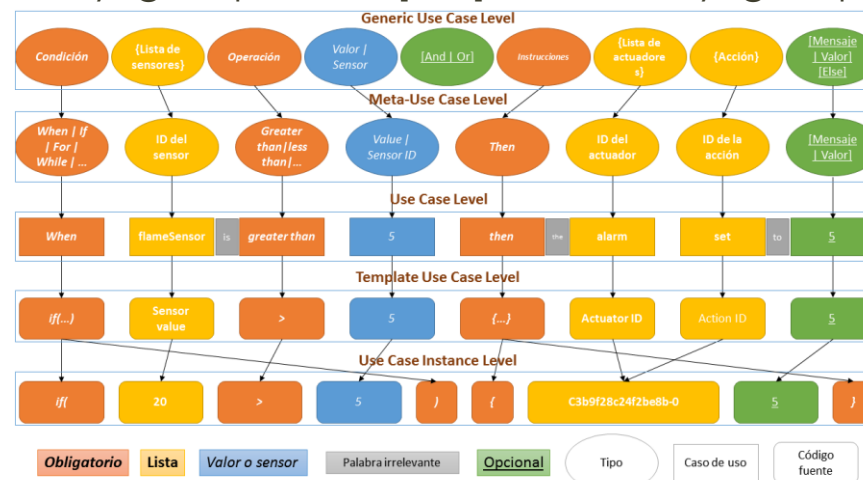 Generic Use Case Level
Condición
{Lista de
sensores}
Operación
Valor |
Sensor
[And | Or]
Instrucciones
{Lista de
actuadore
s}
{Acción}
[Mensaje
| Valor]
[Else]
Meta-Use Case Level
When | If
| For |
While | ...
ID del
sensor
Greater
than|less
than|...
Value |
Sensor ID
Then
ID del
actuador
ID de la
acción
[Mensaje
| Valor]
Use Case Level
When
flameSensor
is
greater than
5
then
the
alarm
set
to
5
Template Use Case Level
if(...)
Sensor
value
>
5
{...}
Actuator ID
Action ID
5
Use Case Instance Level
if(
20
>
5
)
{
C3b9f28c24f2be8b-0
5
}
Obligatorio
Lista
Valor o sensor
Palabra irrelevante
Opcional
Tipo
Caso de uso
Código
fuente